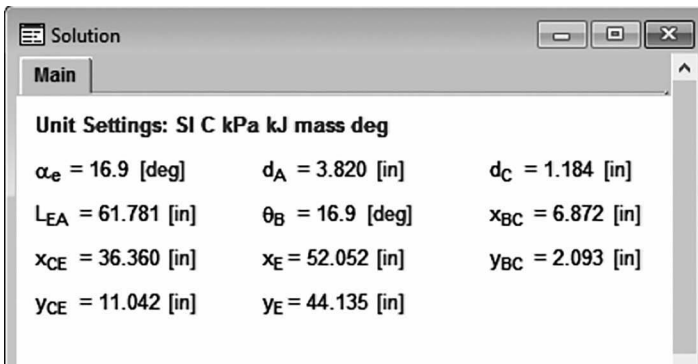 Solution
Main
Unit Settings: SI C kPa kJ mass deg
αe = 16.9 [deg] dA = 3.820 [in] dC = 1.184 [in]
LEA = 61.781 [in] θB = 16.9 [deg] xBC = 6.872 [in]
xCE = 36.360 [in] xE = 52.052 [in] yBC = 2.093 [in]
yCE = 11.042 [in] yE = 44.135 [in]